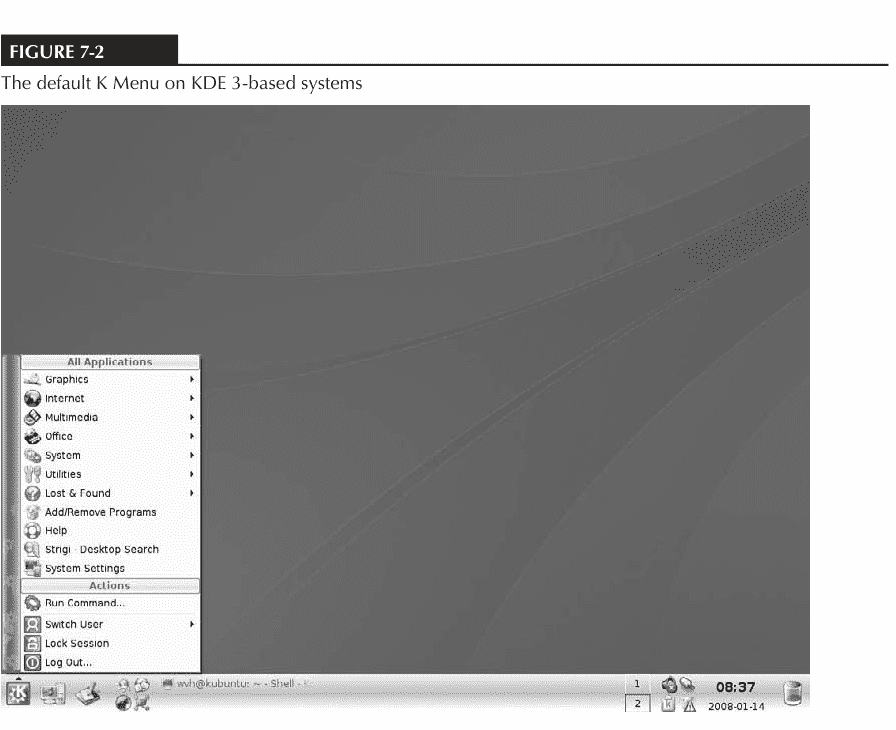 FIGURE 7-2
The default K Menu on KDE 3-based systems
All Applications
Graphics
Internet
Multimedia
Office
System
Utilities
Lost & Found
Add/Remove Programs
Help
Strigi - Desktop Search
System Settings
Actions
Run Command...
Switch User
Lock Session
Log Out...
wvh@kubuntu: ~ - Shell - K
1
2
08:37
2008-01-14